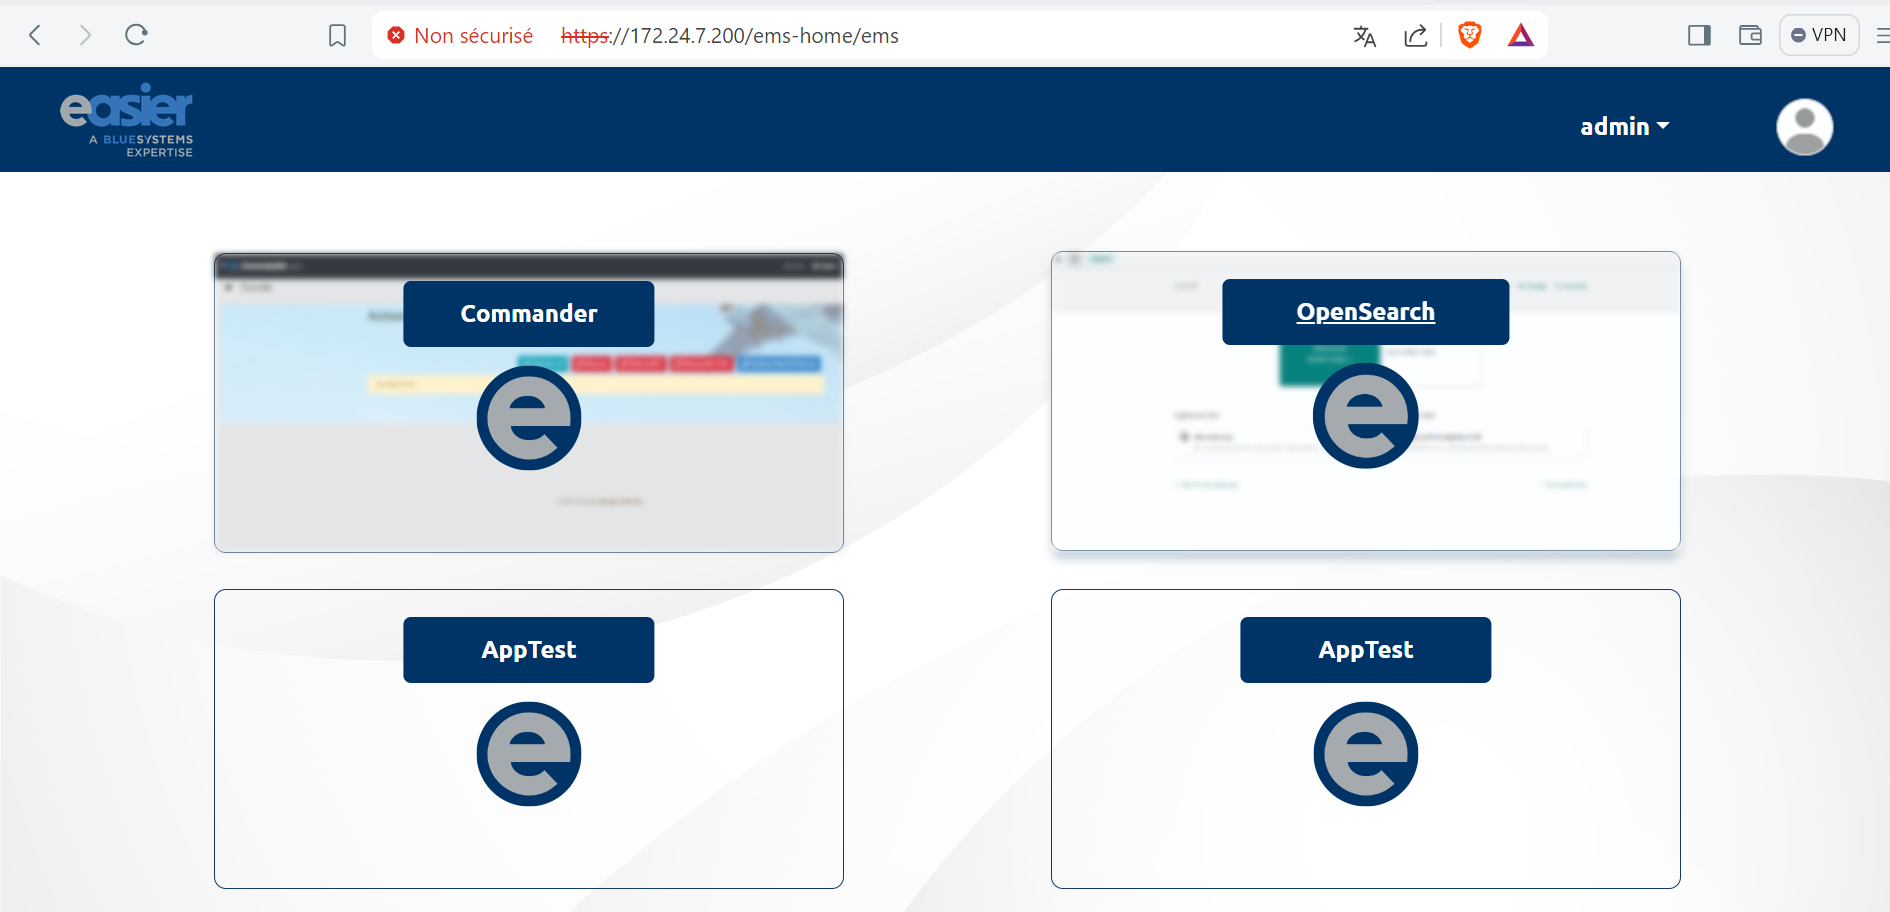 Non sécurisé https://172.24.7.200/ems-home/ems
VPN
easier
A BLUESYSTEMS
EXPERTISE
admin
Commander
OpenSearch
AppTest
AppTest